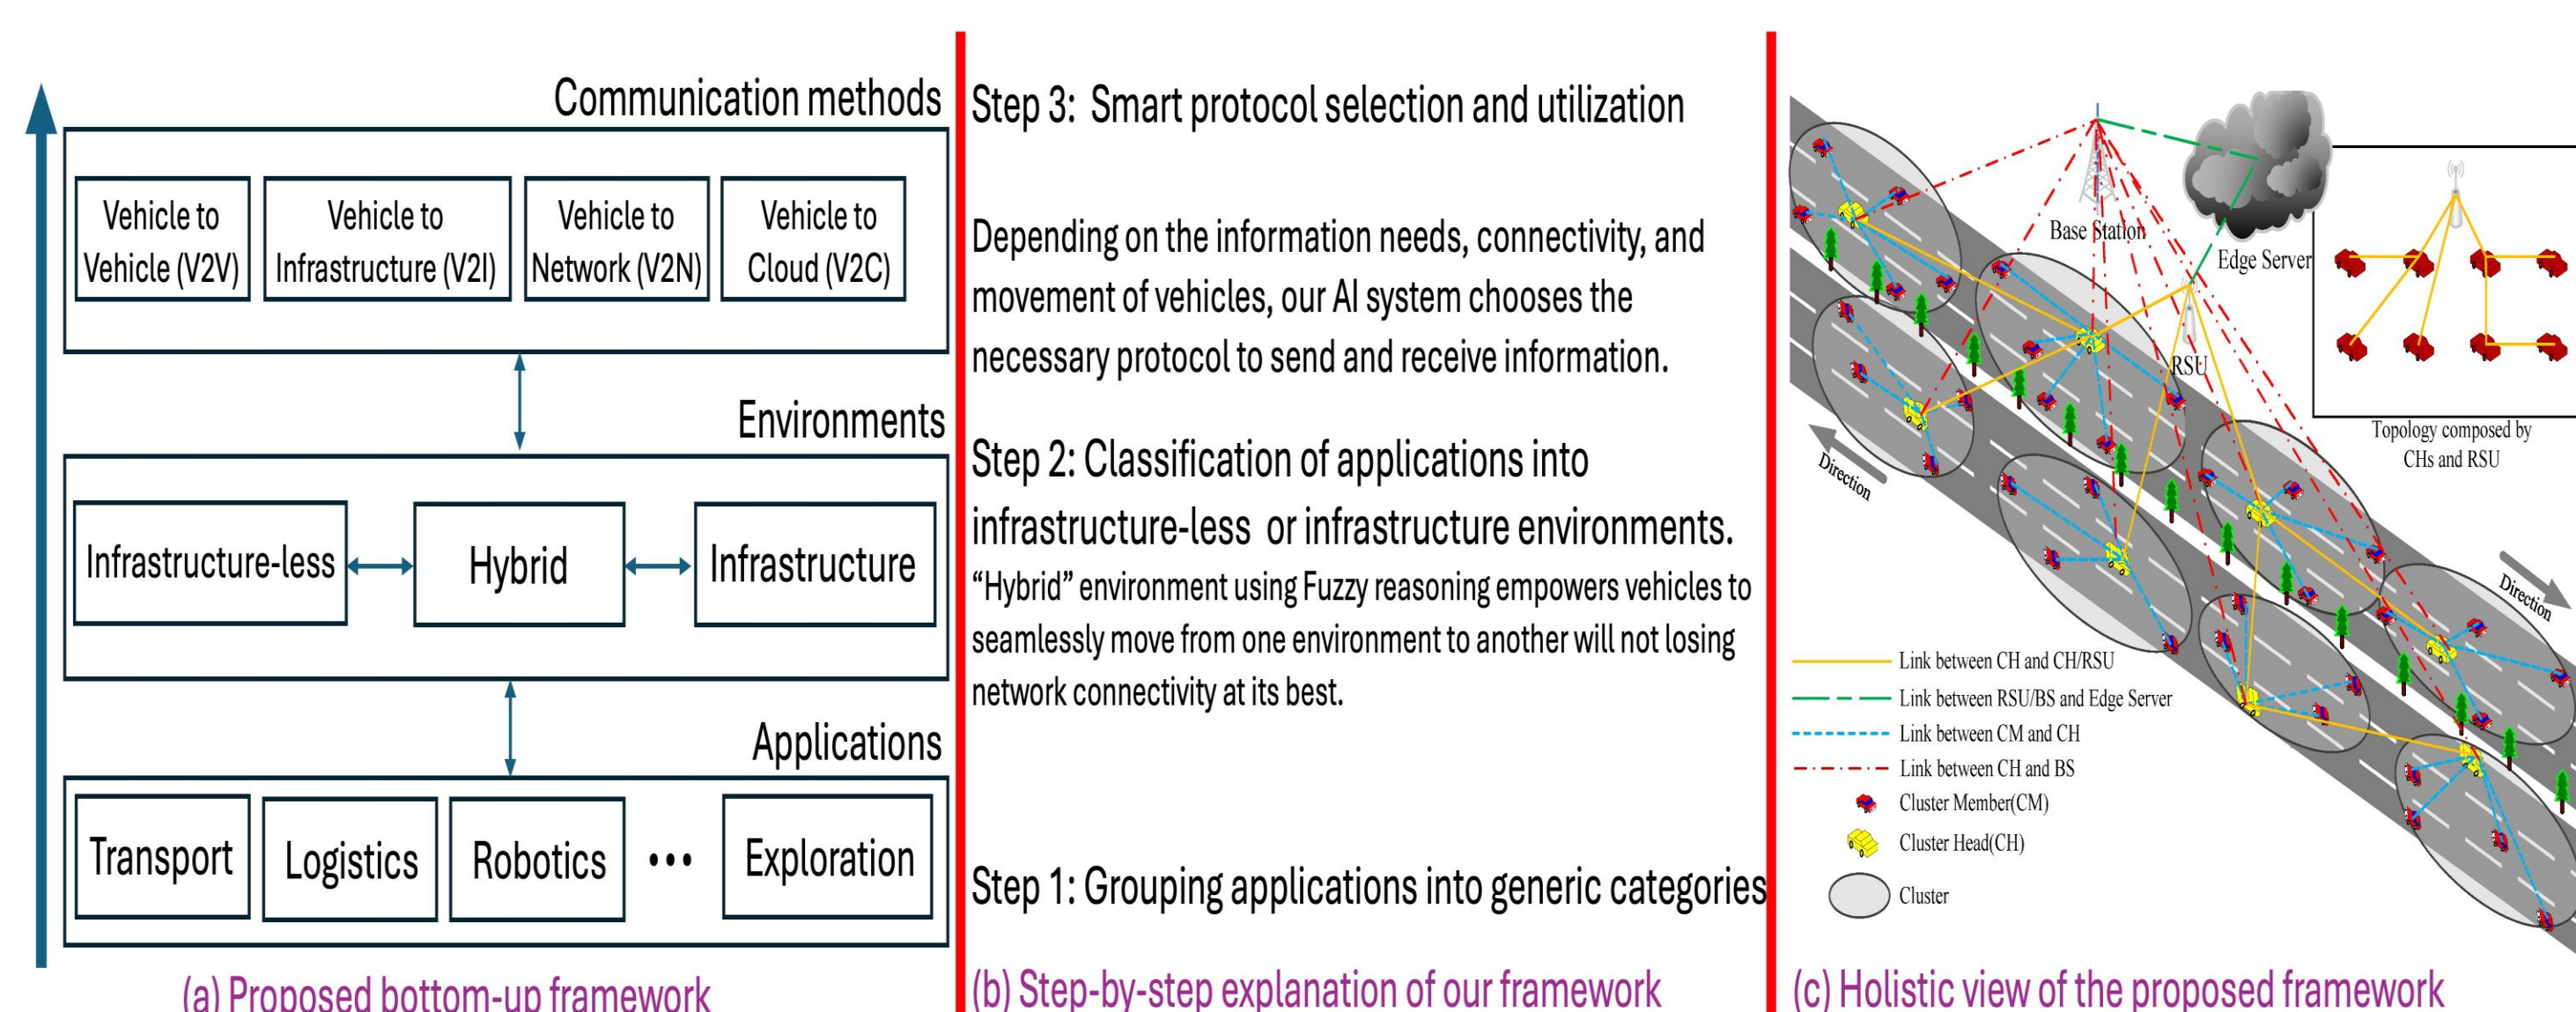 Communication methods
Vehicle to
Vehicle (V2V)
Vehicle to
Infrastructure (V2I)
Vehicle to
Network (V2N)
Vehicle to
Cloud (V2C)
Environments
Infrastructure-less
Hybrid
Infrastructure
Applications
Transport
Logistics
Robotics
•••
Exploration
(a) Proposed bottom-up framework
Step 3: Smart protocol selection and utilization
Depending on the information needs, connectivity, and
movement of vehicles, our AI system chooses the
necessary protocol to send and receive information.
Step 2: Classification of applications into
infrastructure-less or infrastructure environments.
“Hybrid” environment using Fuzzy reasoning empowers vehicles to
seamlessly move from one environment to another will not losing
network connectivity at its best.
Step 1: Grouping applications into generic categories
(b) Step-by-step explanation of our framework
Base Station
Edge Server
RSU
Topology composed by
CHs and RSU
Direction
Direction
Link between CH and CH/RSU
Link between RSU/BS and Edge Server
Link between CM and CH
Link between CH and BS
Cluster Member(CM)
Cluster Head(CH)
Cluster
(c) Holistic view of the proposed framework